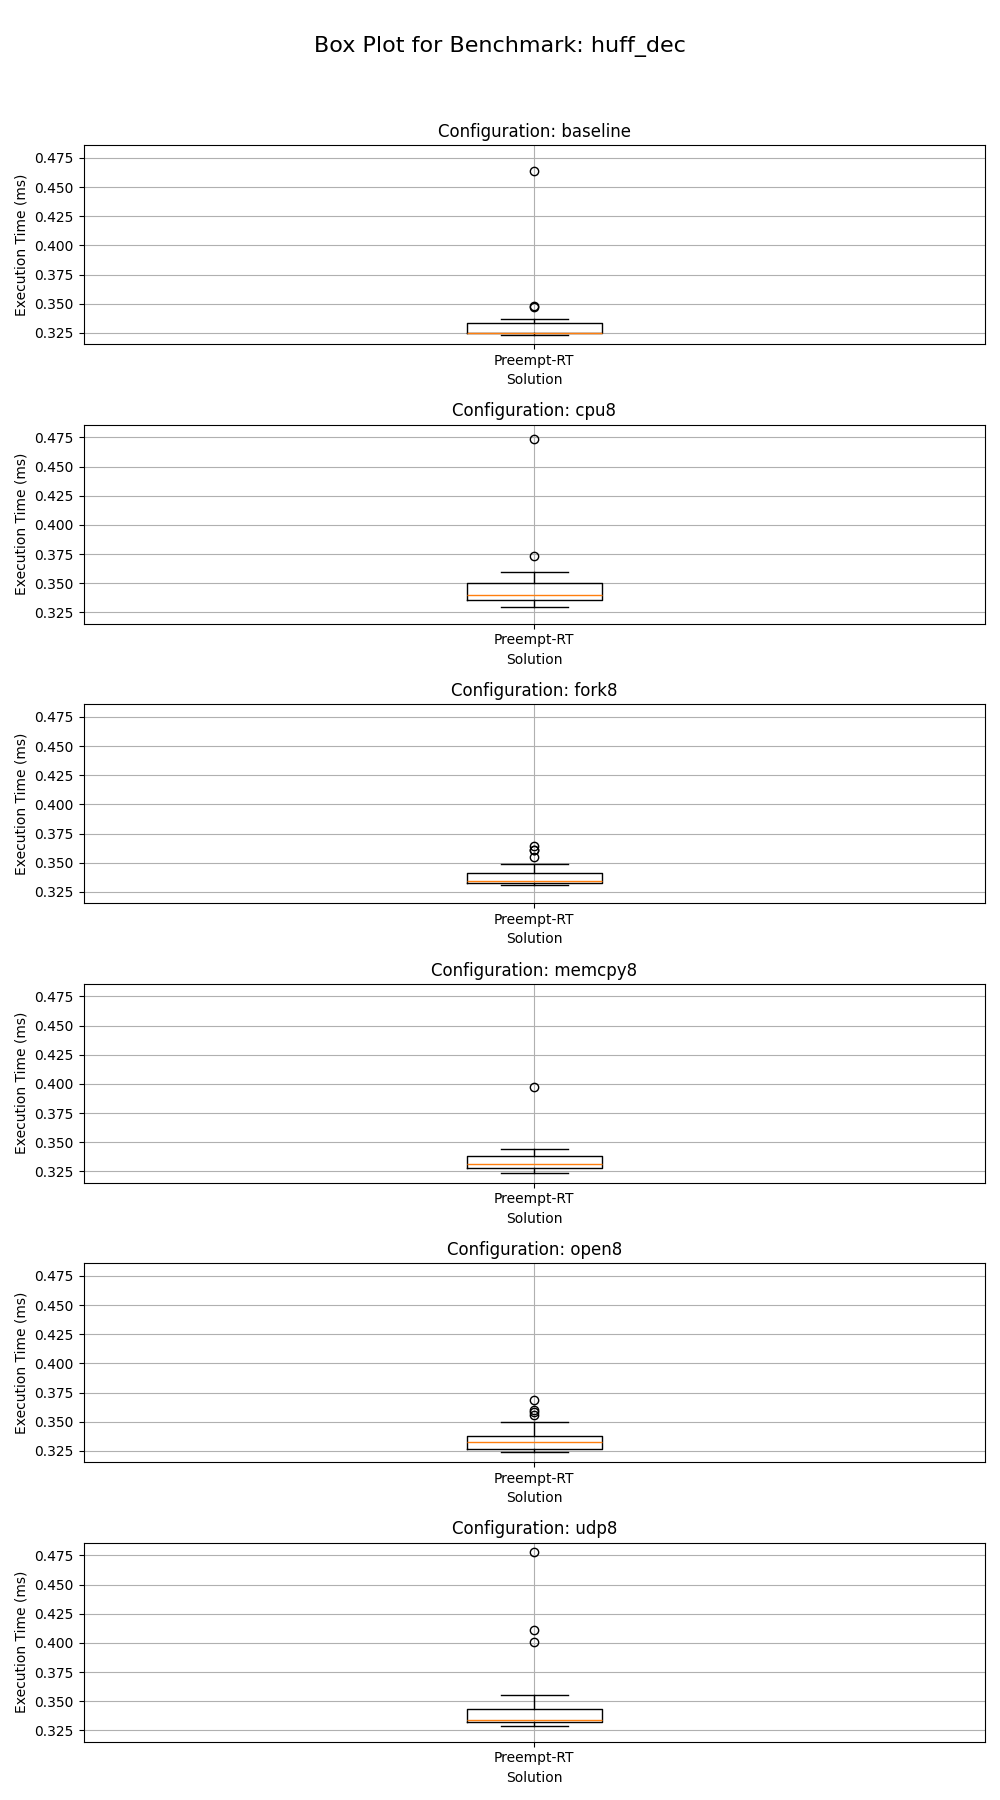 Box Plot for Benchmark: huff_dec
Configuration: baseline
0.475
0.450
0.425
0.400
0.375
0.350
0.325
Execution Time (ms)
Preempt-RT
Solution
Configuration: cpu8
0.475
0.450
0.425
0.400
0.375
0.350
0.325
Execution Time (ms)
Preempt-RT
Solution
Configuration: fork8
0.475
0.450
0.425
0.400
0.375
0.350
0.325
Execution Time (ms)
Preempt-RT
Solution
Configuration: memcpy8
0.475
0.450
0.425
0.400
0.375
0.350
0.325
Execution Time (ms)
Preempt-RT
Solution
Configuration: open8
0.475
0.450
0.425
0.400
0.375
0.350
0.325
Execution Time (ms)
Preempt-RT
Solution
Configuration: udp8
0.475
0.450
0.425
0.400
0.375
0.350
0.325
Execution Time (ms)
Preempt-RT
Solution